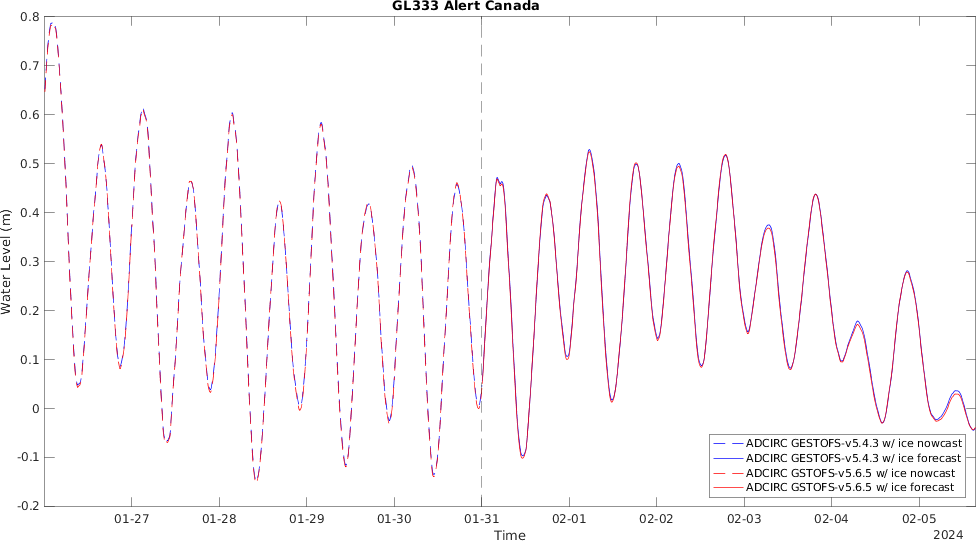 GL333 Alert Canada
0.8
0.7
0.6
0.5
0.4
0.3
0.2
0.1
0
-0.1
-0.2
Water Level (m)
ADCIRC GESTOFS-v5.4.3 w/ ice nowcast
ADCIRC GESTOFS-v5.4.3 w/ ice forecast
ADCIRC GSTOFS-v5.6.5 w/ ice nowcast
ADCIRC GSTOFS-v5.6.5 w/ ice forecast
01-27 01-28 01-29 01-30 01-31 02-01 02-02 02-03 02-04 02-05
Time
2024